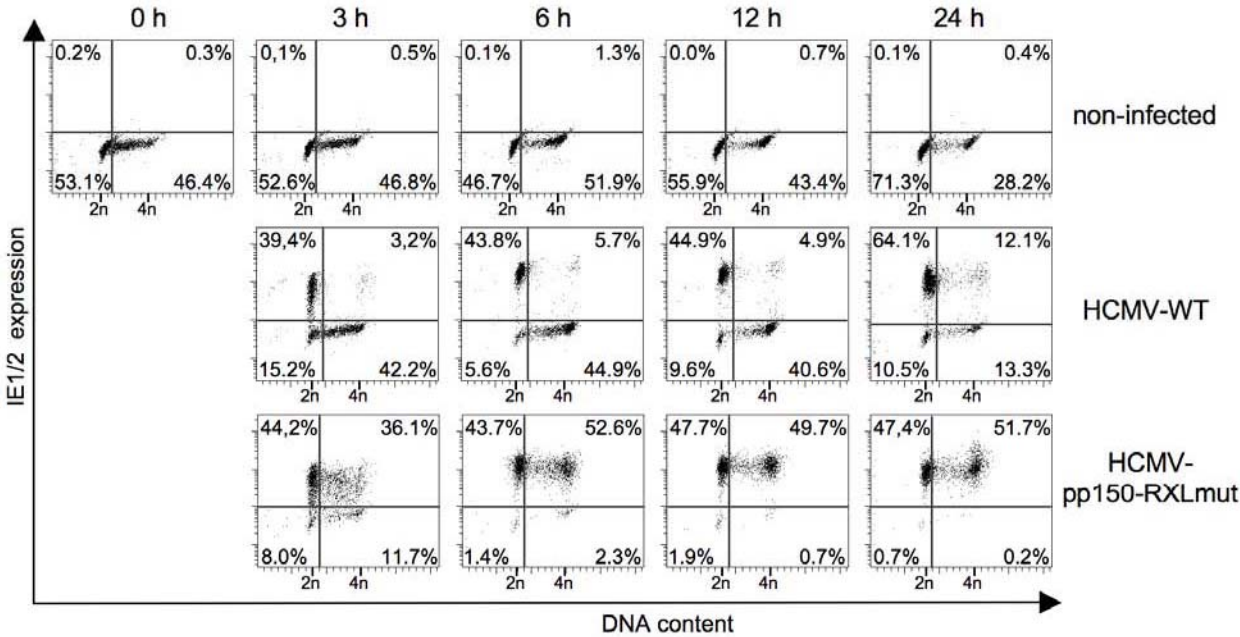 0 h 3 h 6 h 12 h 24 h
0.2% 0.3% 0,1% 0.5% 0.1% 1.3% 0.0% 0.7% 0.1% 0.4%
non-infected
53.1% 46.4% 52.6% 46.8% 46.7% 51.9% 55.9% 43.4% 71.3% 28.2%
2n 4n 2n 4n 2n 4n 2n 4n 2n 4n
39,4% 3,2% 43.8% 5.7% 44.9% 4.9% 64.1% 12.1%
HCMV-WT
15.2% 42.2% 5.6% 44.9% 9.6% 40.6% 10.5% 13.3%
2n 4n 2n 4n 2n 4n 2n 4n
44,2% 36.1% 43.7% 52.6% 47.7% 49.7% 47,4% 51.7%
HCMV-
pp150-RXLmut
8.0% 11.7% 1.4% 2.3% 1.9% 0.7% 0.7% 0.2%
2n 4n 2n 4n 2n 4n 2n 4n
IE1/2 expression
DNA content